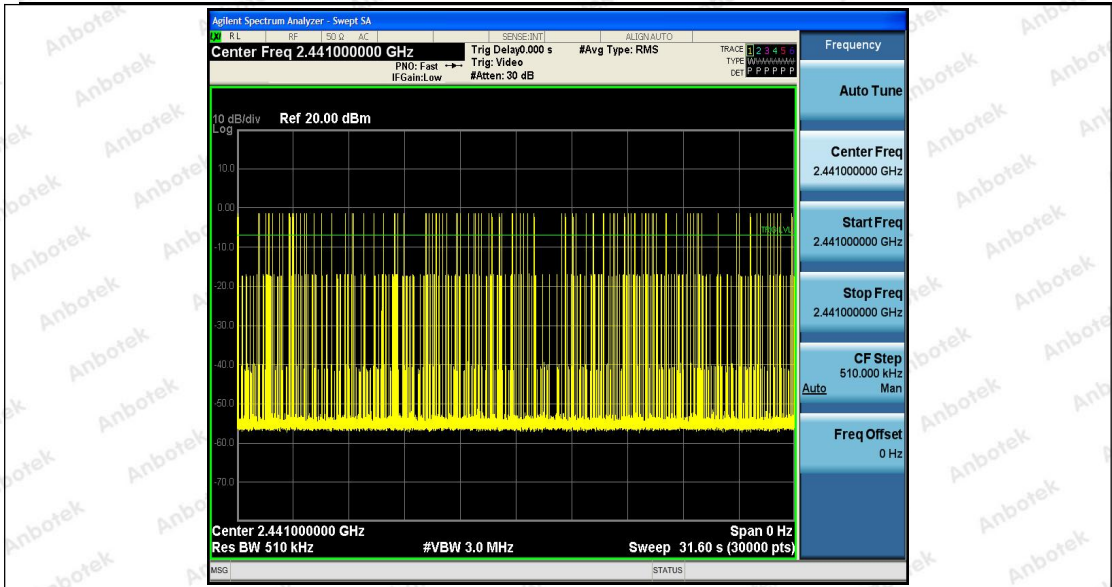 Agilent Spectrum Analyzer - Swept SA
LXI RL RF 50 Ω AC SENSE:INT ALIGN AUTO
Center Freq 2.441000000 GHz
PNO: Fast
IFGain:Low
Trig Delay0.000 s
Trig: Video
#Atten: 30 dB
#Avg Type: RMS
TRACE 1 2 3 4 5 6
TYPE
DET P P P P P P
10 dB/div Ref 20.00 dBm
Log
10.0
0.00
-10.0
-20.0
-30.0
-40.0
-50.0
-60.0
-70.0
TRIG LVL
Center 2.441000000 GHz
Span 0 Hz
Res BW 510 kHz
#VBW 3.0 MHz
Sweep 31.60 s (30000 pts)
MSG
STATUS
Frequency
Auto Tune
Center Freq
2.441000000 GHz
Start Freq
2.441000000 GHz
Stop Freq
2.441000000 GHz
CF Step
510.000 kHz
Auto Man
Freq Offset
0 Hz
Anbotek